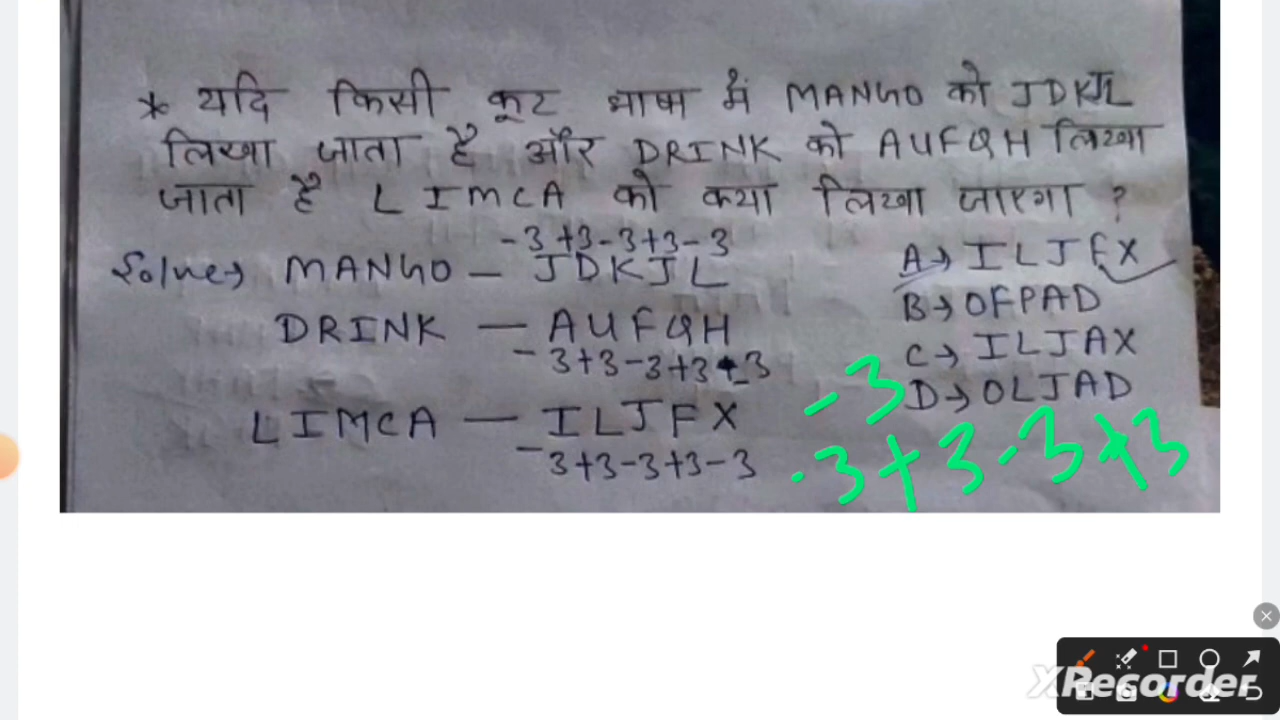 * यदि किसी कूट भाषा में MANGO को JDKJL
लिखा जाता है और DRINK को AUFQH लिखा
जाता है LIMCA को क्या लिखा जाएगा ?
-3+3-3+3-3
Solve→ MANGO — JDKJL
A→ ILJFX
B→ OFPAD
DRINK — AUFQH
-3+3-3+3-3
C→ ILJAX
-3
D→ OLJAD
LIMCA — ILJFX
-3+3-3+3-3
-3+3-3+3
XRecorder